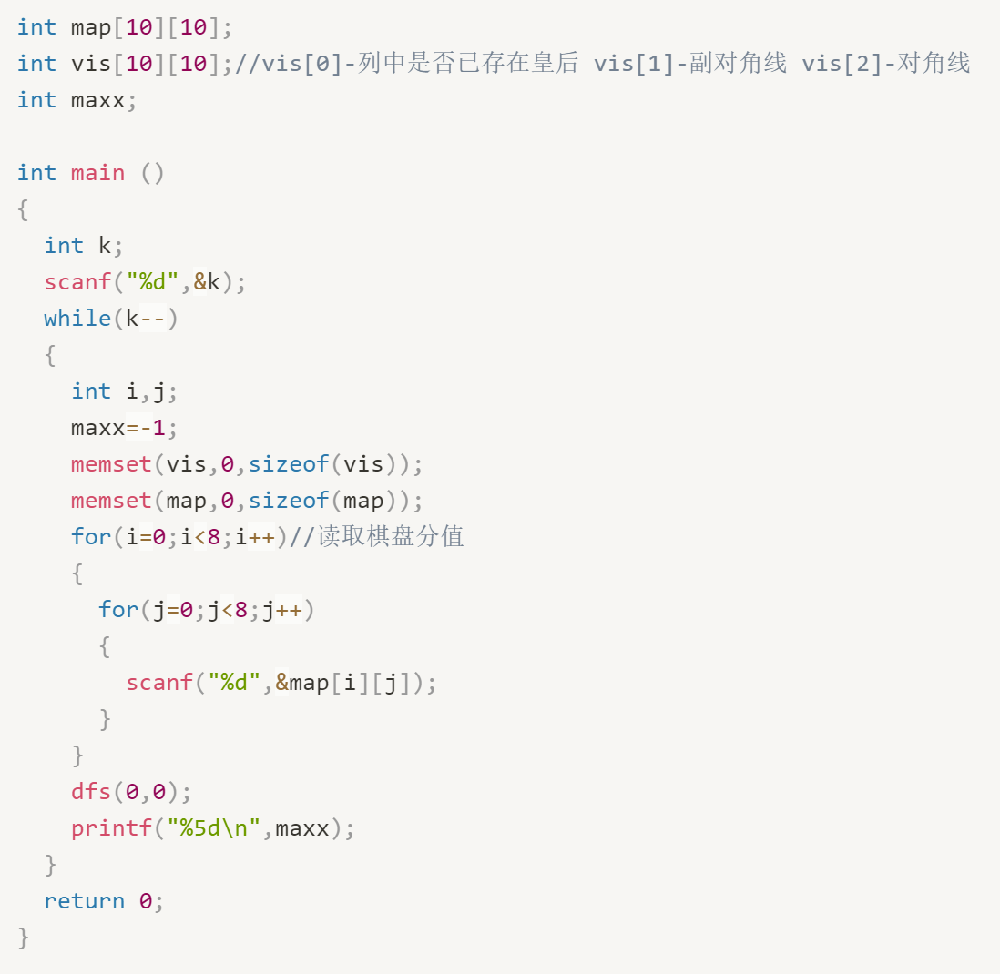 int map[10][10];
int vis[10][10];//vis[0]-列中是否已存在皇后 vis[1]-副对角线 vis[2]-对角线
int maxx;

int main ()
{
  int k;
  scanf("%d",&k);
  while(k--)
  {
    int i,j;
    maxx=-1;
    memset(vis,0,sizeof(vis));
    memset(map,0,sizeof(map));
    for(i=0;i<8;i++)//读取棋盘分值
    {
      for(j=0;j<8;j++)
      {
        scanf("%d",&map[i][j]);
      }
    }
    dfs(0,0);
    printf("%5d\n",maxx);
  }
  return 0;
}